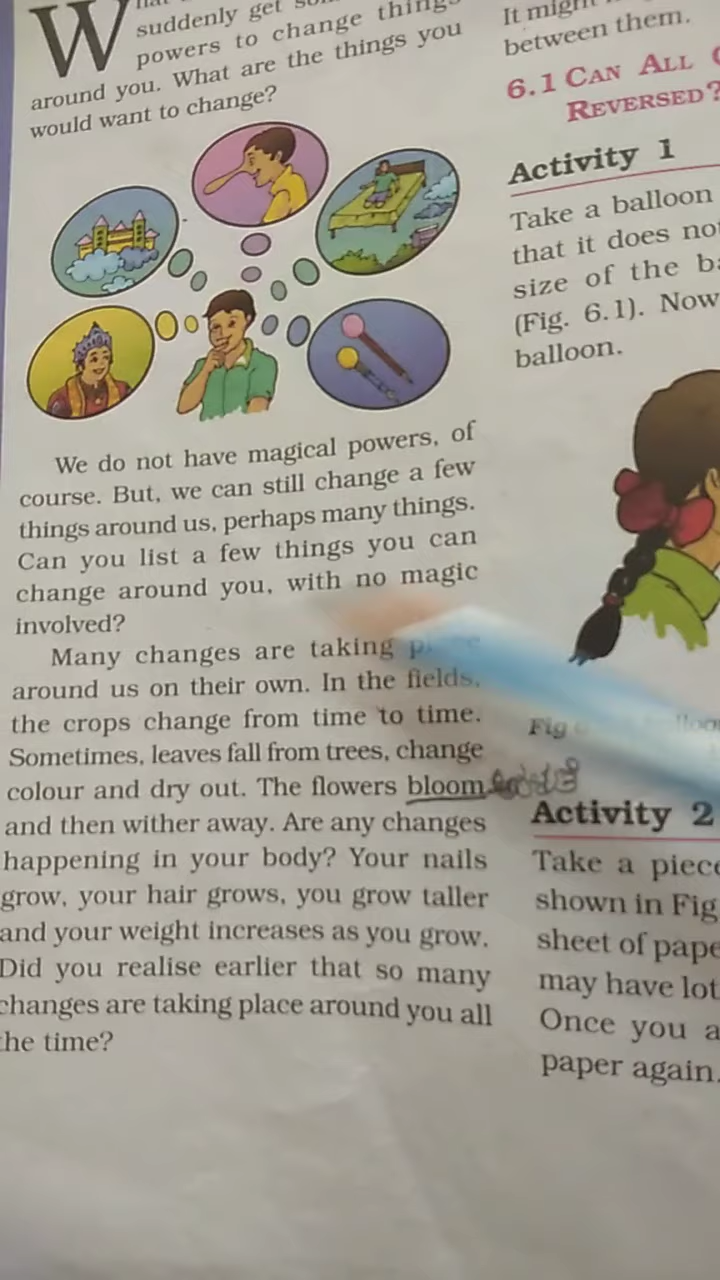 W
suddenly get
powers to change things
around you. What are the things you
would want to change?
We do not have magical powers, of
course. But, we can still change a few
things around us, perhaps many things.
Can you list a few things you can
change around you, with no magic
involved?
Many changes are taking
around us on their own. In the fields,
the crops change from time to time.
Sometimes, leaves fall from trees, change
colour and dry out. The flowers bloom
and then wither away. Are any changes
happening in your body? Your nails
grow, your hair grows, you grow taller
and your weight increases as you grow.
Did you realise earlier that so many
changes are taking place around you all
the time?
It might
between them.
6.1 CAN ALL
REVERSED?
Activity 1
Take a balloon
that it does
size of the
(Fig. 6.1). Now
balloon.
Fig
Activity 2
Take a piece
shown in Fig
sheet of
may have
Once you
paper again.